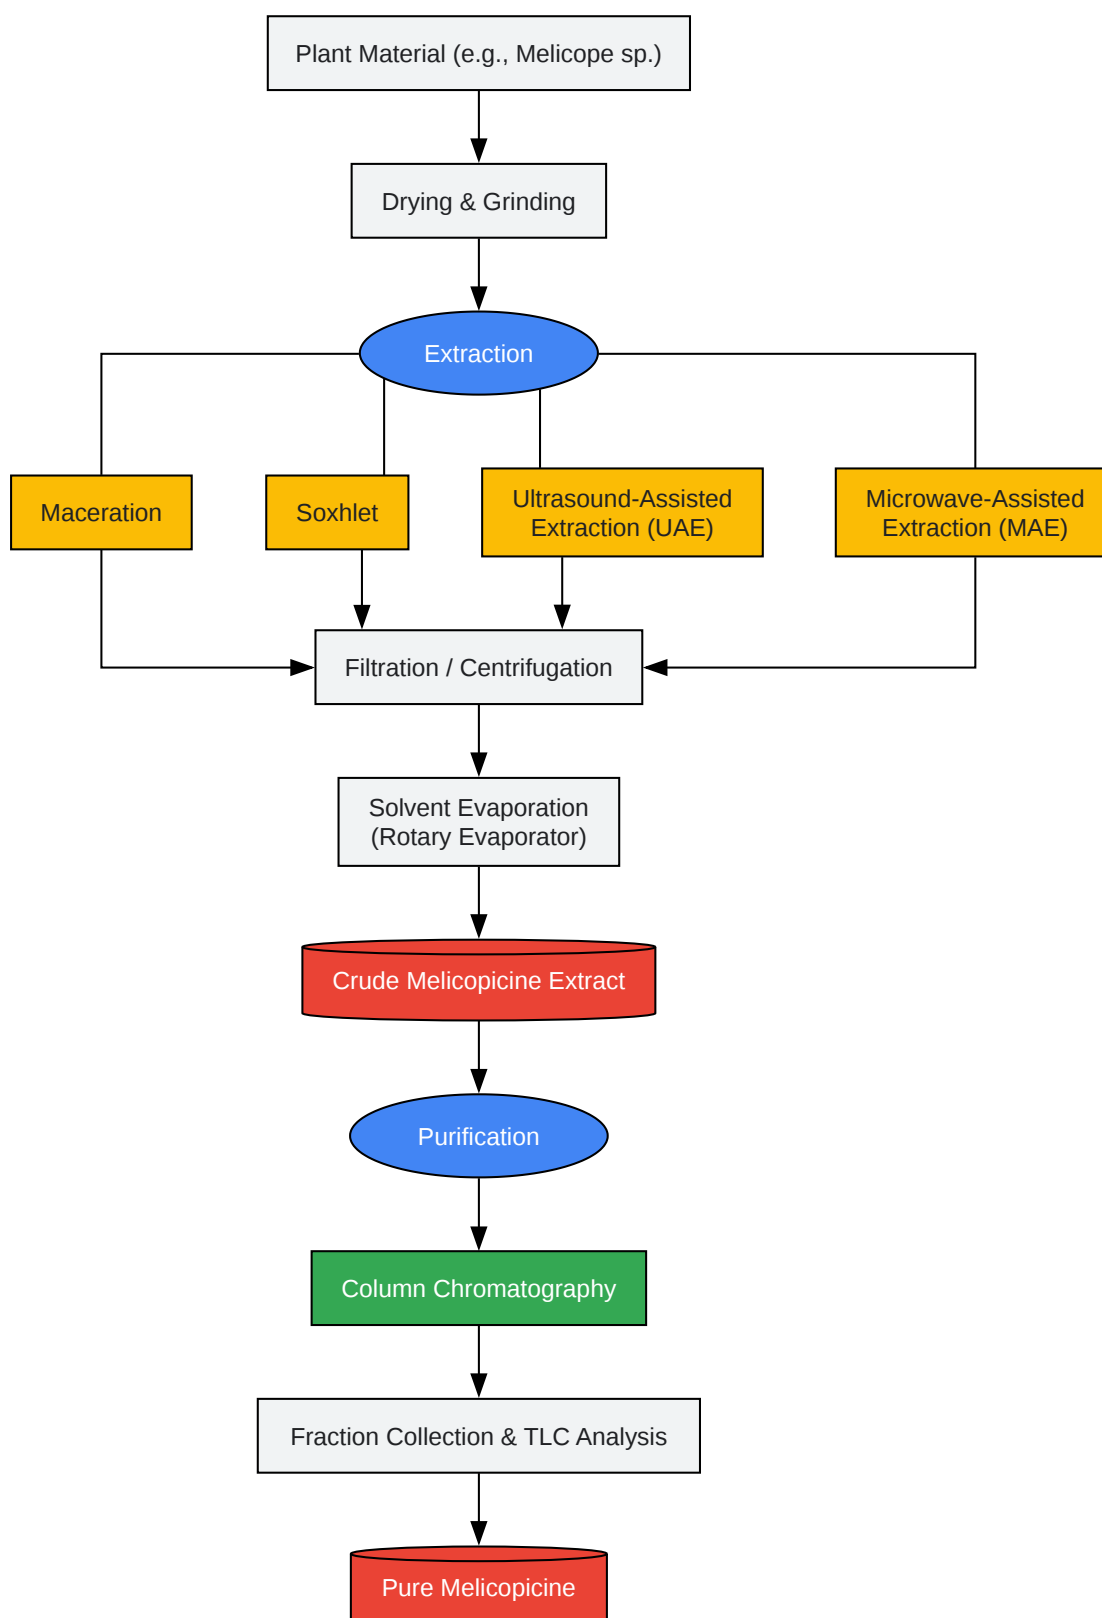 Plant Material (e.g., Melicope sp.)
Drying & Grinding
Extraction
Maceration
Soxhlet
Ultrasound-Assisted
Extraction (UAE)
Microwave-Assisted
Extraction (MAE)
Filtration / Centrifugation
Solvent Evaporation
(Rotary Evaporator)
Crude Melicopicine Extract
Purification
Column Chromatography
Fraction Collection & TLC Analysis
Pure Melicopicine